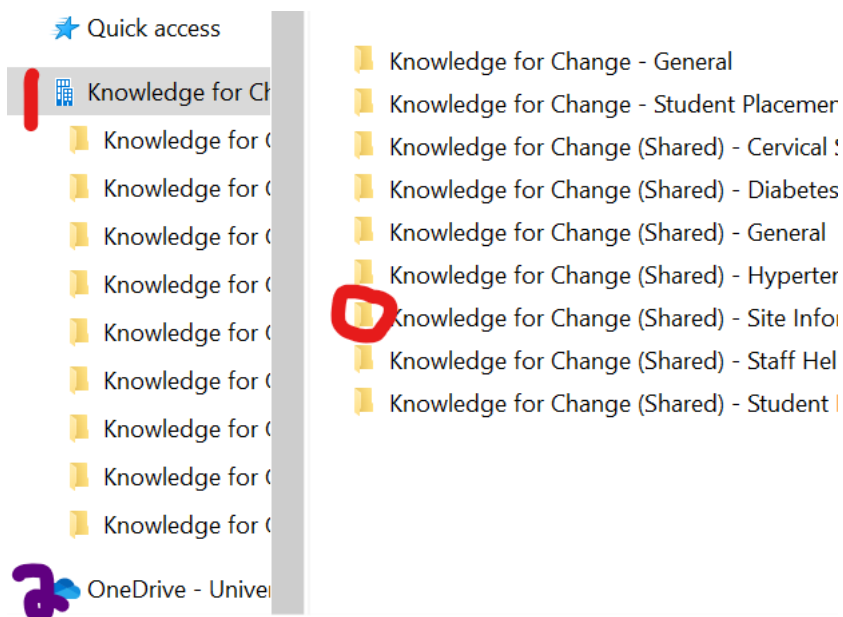 Quick access
Knowledge for Ch
Knowledge for
Knowledge for
Knowledge for
Knowledge for
Knowledge for
Knowledge for
Knowledge for
Knowledge for
Knowledge for
2 OneDrive - Univer
Knowledge for Change - General
Knowledge for Change - Student Placemen
Knowledge for Change (Shared) - Cervical
Knowledge for Change (Shared) - Diabetes
Knowledge for Change (Shared) - General
Knowledge for Change (Shared) - Hyperten
Knowledge for Change (Shared) - Site Infor
Knowledge for Change (Shared) - Staff Hel
Knowledge for Change (Shared) - Student